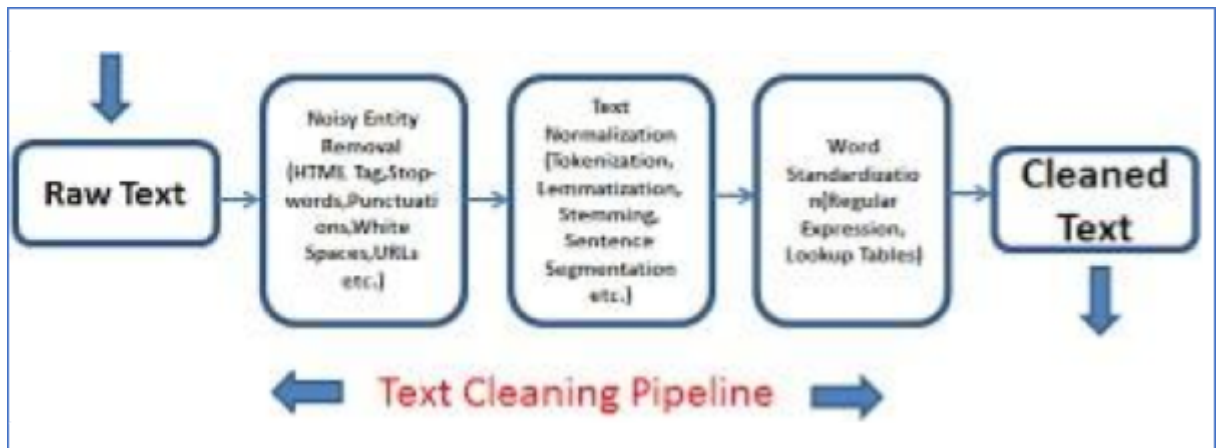 Raw Text
Noisy Entity
Removal
(HTML Tag,Stop-
words,Punctuati
ons,White
Spaces,URLs
etc.)
Text
Normalization
(Tokenization,
Lemmatization,
Stemming,
Sentence
Segmentation
etc.)
Word
Standardizatio
n(Regular
Expression,
Lookup Tables)
Cleaned
Text
Text Cleaning Pipeline